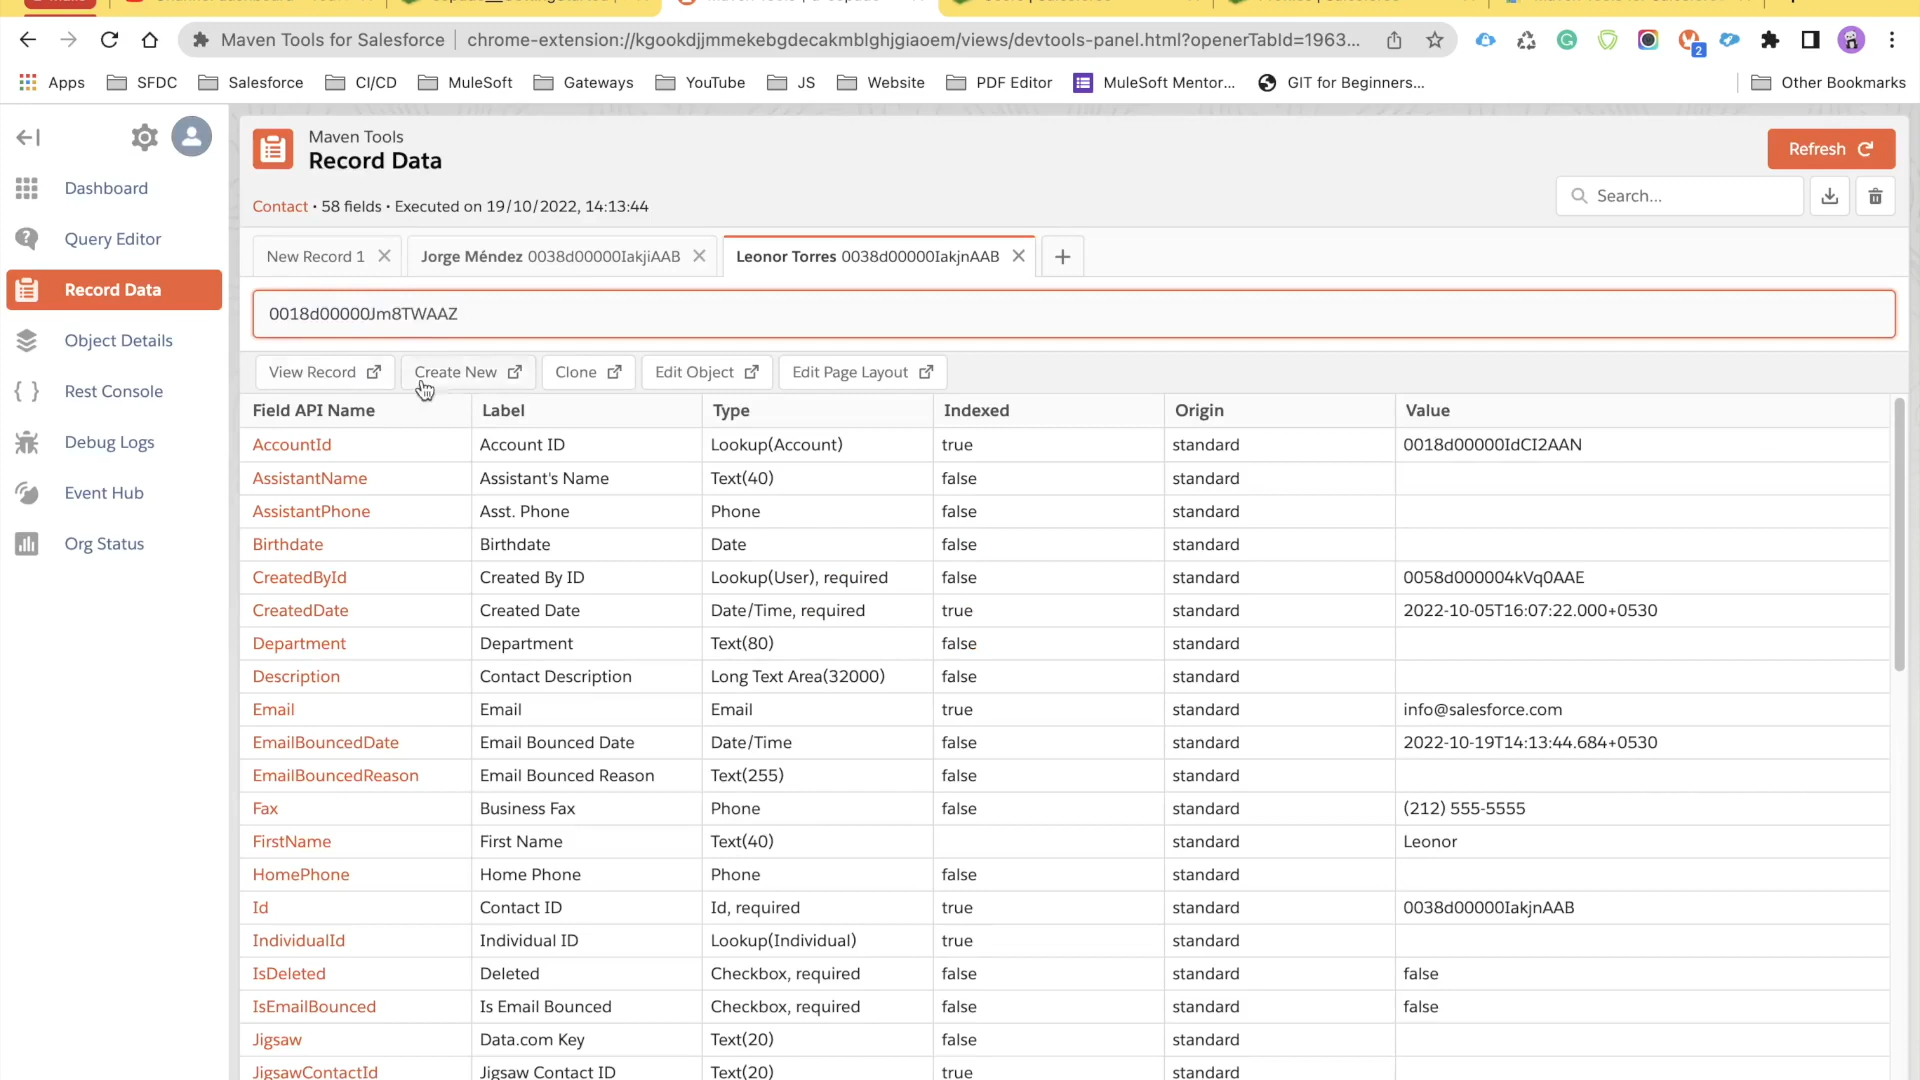 Maven Tools for Salesforce
chrome-extension://kgookdjjmmekebgdecakmblghjgiaoem/views/devtools-panel.html?openerTabId=1963...
2
Apps
SFDC
Salesforce
CI/CD
MuleSoft
Gateways
YouTube
JS
Website
PDF Editor
MuleSoft Mentor...
GIT for Beginners...
Other Bookmarks
Maven Tools
Record Data
Refresh
Contact • 58 fields • Executed on 19/10/2022, 14:13:44
Search...
Dashboard
Query Editor
Record Data
Object Details
Rest Console
Debug Logs
Event Hub
Org Status
New Record 1
Jorge Méndez 0038d00000IakjiAAB
Leonor Torres 0038d00000IakjnAAB
0018d00000Jm8TWAAZ
View Record
Create New
Clone
Edit Object
Edit Page Layout
Field API Name Label Type Indexed Origin Value
AccountId Account ID Lookup(Account) true standard 0018d00000IdCI2AAN
AssistantName Assistant's Name Text(40) false standard
AssistantPhone Asst. Phone Phone false standard
Birthdate Birthdate Date false standard
CreatedById Created By ID Lookup(User), required false standard 0058d000004kVq0AAE
CreatedDate Created Date Date/Time, required true standard 2022-10-05T16:07:22.000+0530
Department Department Text(80) false standard
Description Contact Description Long Text Area(32000) false standard
Email Email Email true standard info@salesforce.com
EmailBouncedDate Email Bounced Date Date/Time false standard 2022-10-19T14:13:44.684+0530
EmailBouncedReason Email Bounced Reason Text(255) false standard
Fax Business Fax Phone false standard (212) 555-5555
FirstName First Name Text(40) standard Leonor
HomePhone Home Phone Phone false standard
Id Contact ID Id, required true standard 0038d00000IakjnAAB
IndividualId Individual ID Lookup(Individual) true standard
IsDeleted Deleted Checkbox, required false standard false
IsEmailBounced Is Email Bounced Checkbox, required false standard false
Jigsaw Data.com Key Text(20) false standard
JigsawContactId Jigsaw Contact ID Text(20) true standard